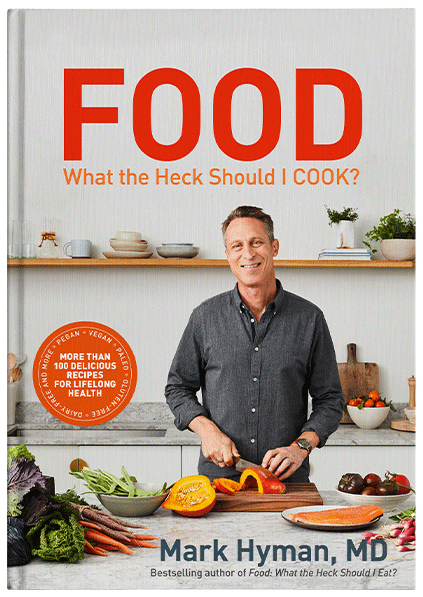 FOOD
What the Heck Should I COOK?
PEGAN • VEGAN • PALEO • GLUTEN-FREE • DAIRY-FREE AND MORE •
MORE THAN
100 DELICIOUS
RECIPES
FOR LIFELONG
HEALTH
Mark Hyman, MD
Bestselling author of Food: What the Heck Should I Eat?